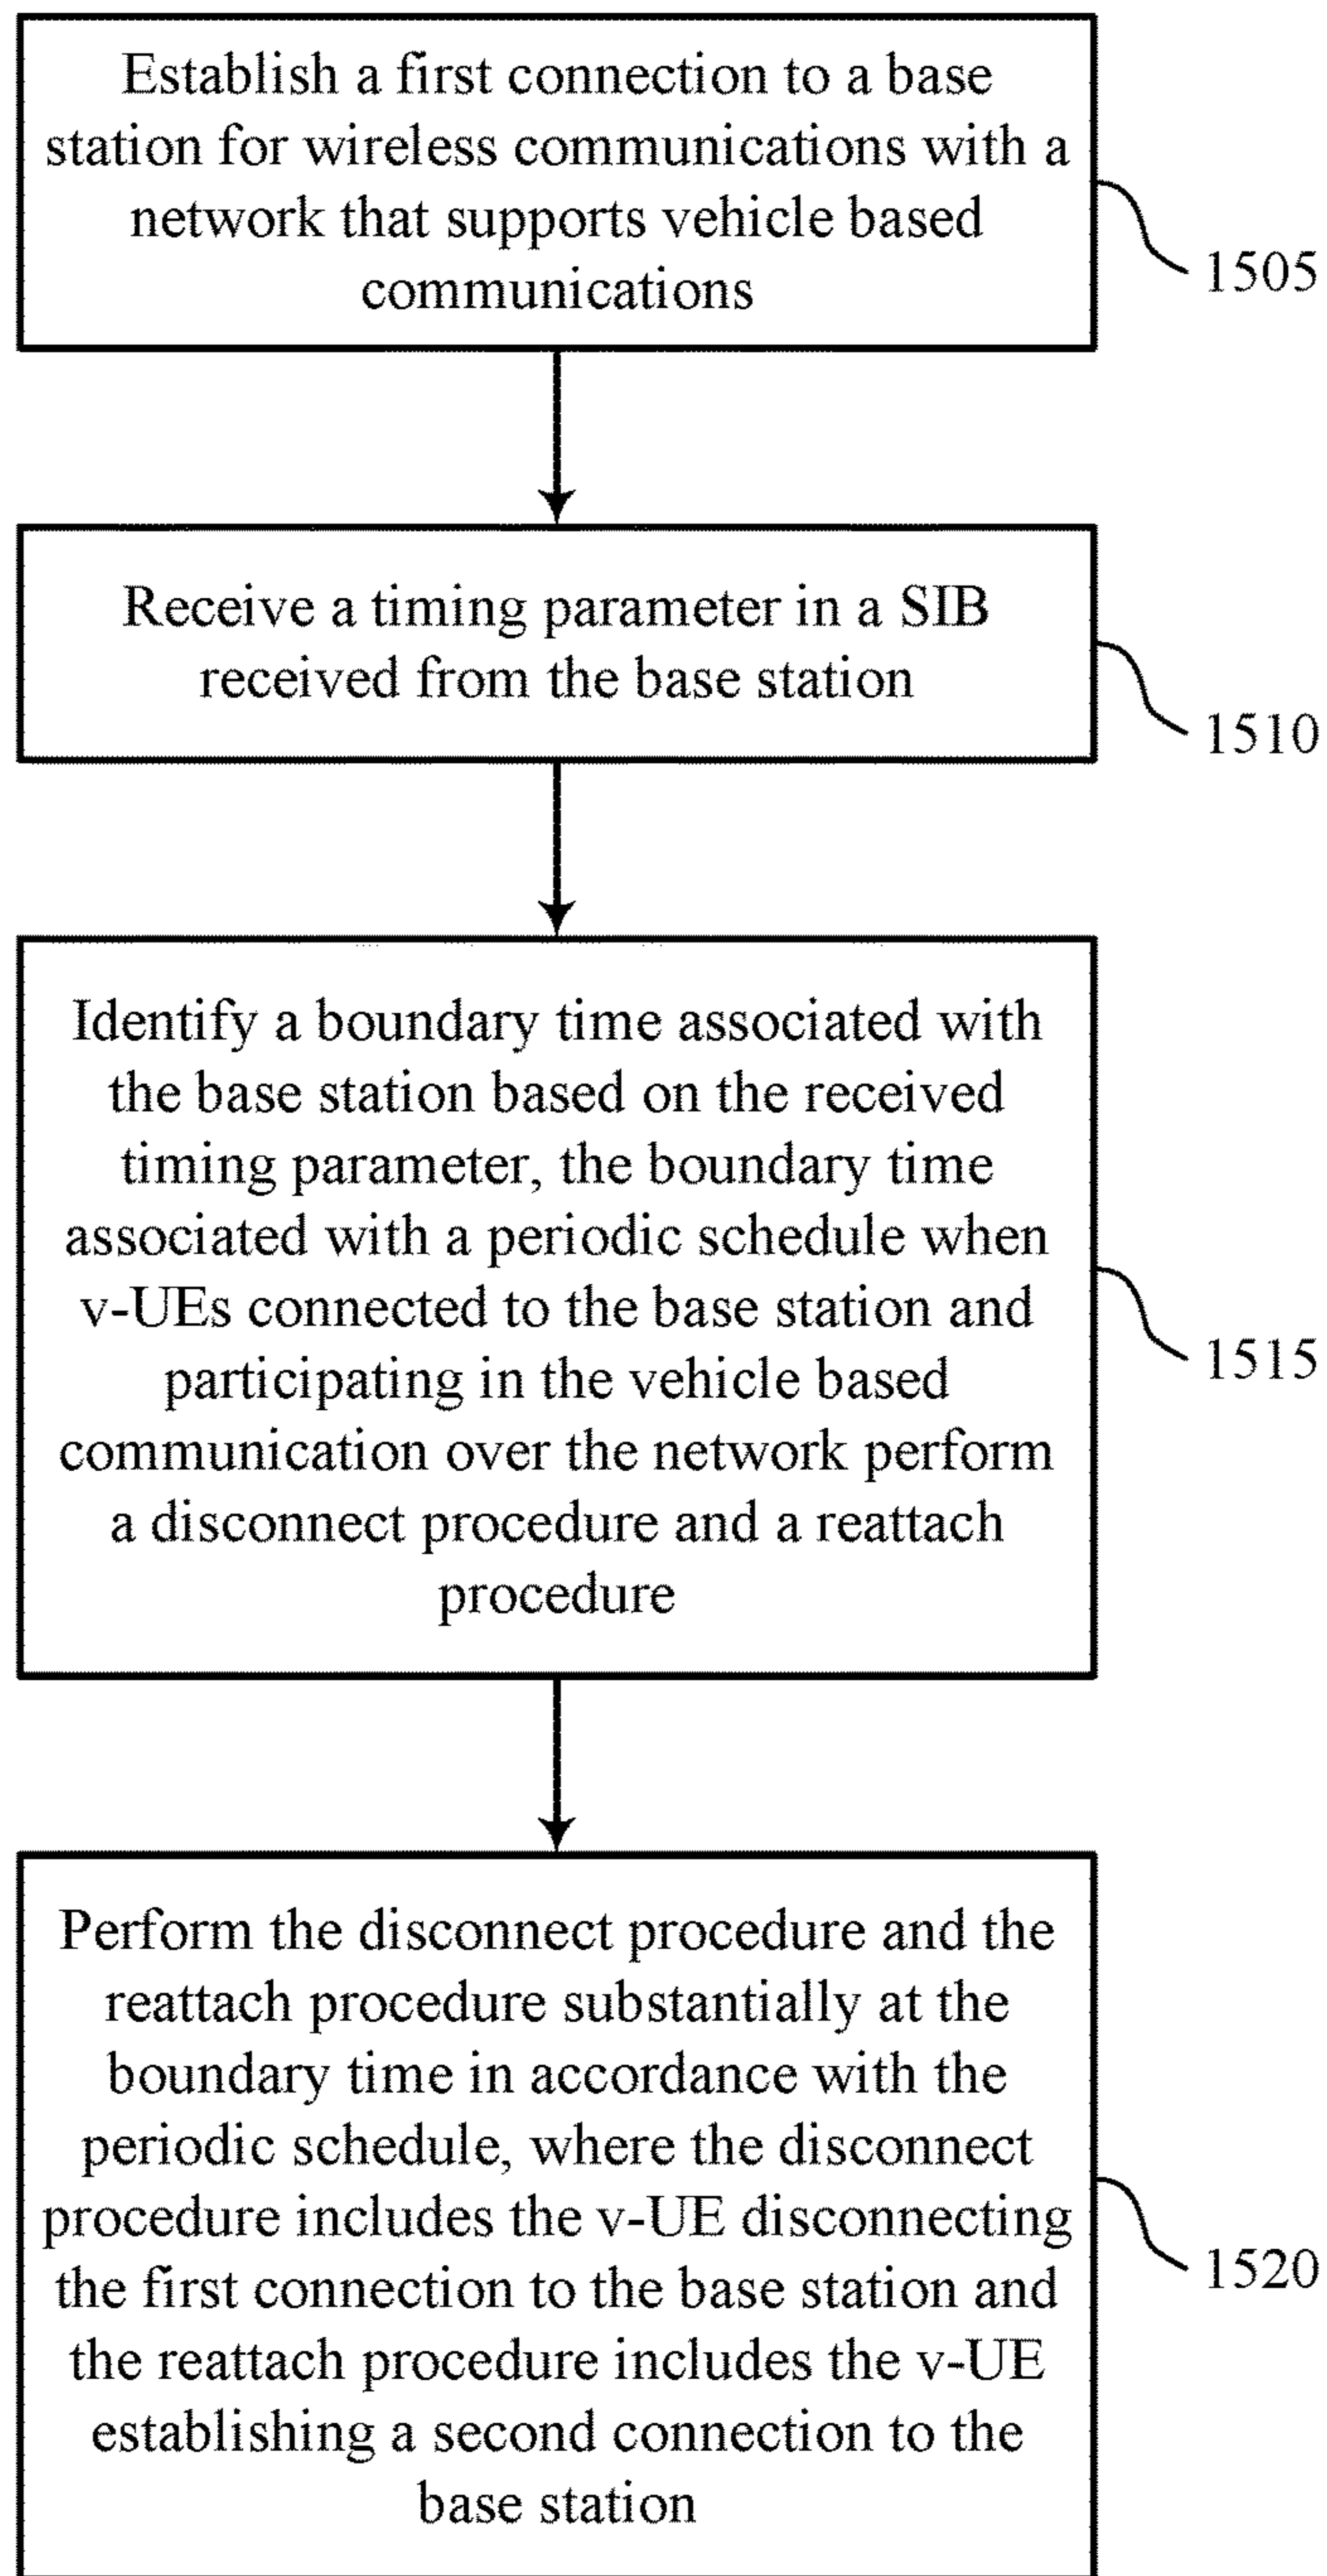 Establish a first connection to a base
station for wireless communications with a
network that supports vehicle based
communications
1505
Receive a timing parameter in a SIB
received from the base station
1510
Identify a boundary time associated with
the base station based on the received
timing parameter, the boundary time
associated with a periodic schedule when
v-UEs connected to the base station and
participating in the vehicle based
communication over the network perform
a disconnect procedure and a reattach
procedure
1515
Perform the disconnect procedure and the
reattach procedure substantially at the
boundary time in accordance with the
periodic schedule, where the disconnect
procedure includes the v-UE disconnecting
the first connection to the base station and
the reattach procedure includes the v-UE
establishing a second connection to the
base station
1520